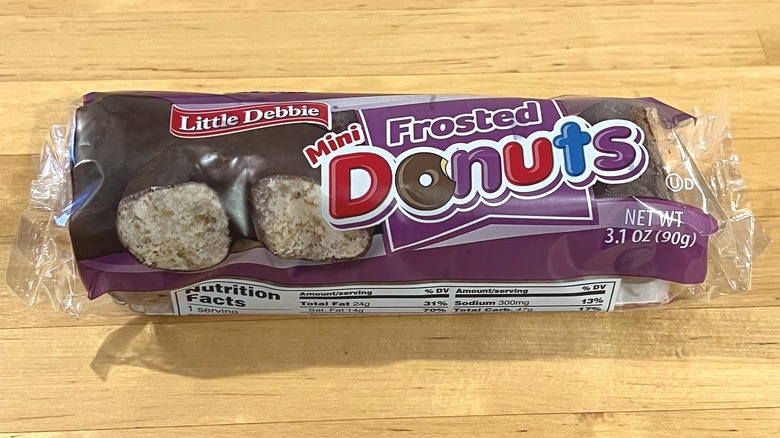 Little Debbie
Mini
Frosted
Donuts
UD
NET WT
3.1 OZ (90g)
Nutrition
Facts
1 serving
Amount/serving % DV
Total Fat 24g 31%
Sat. Fat 14g 70%
Amount/serving % DV
Sodium 300mg 13%
Total Carb. 47g 17%